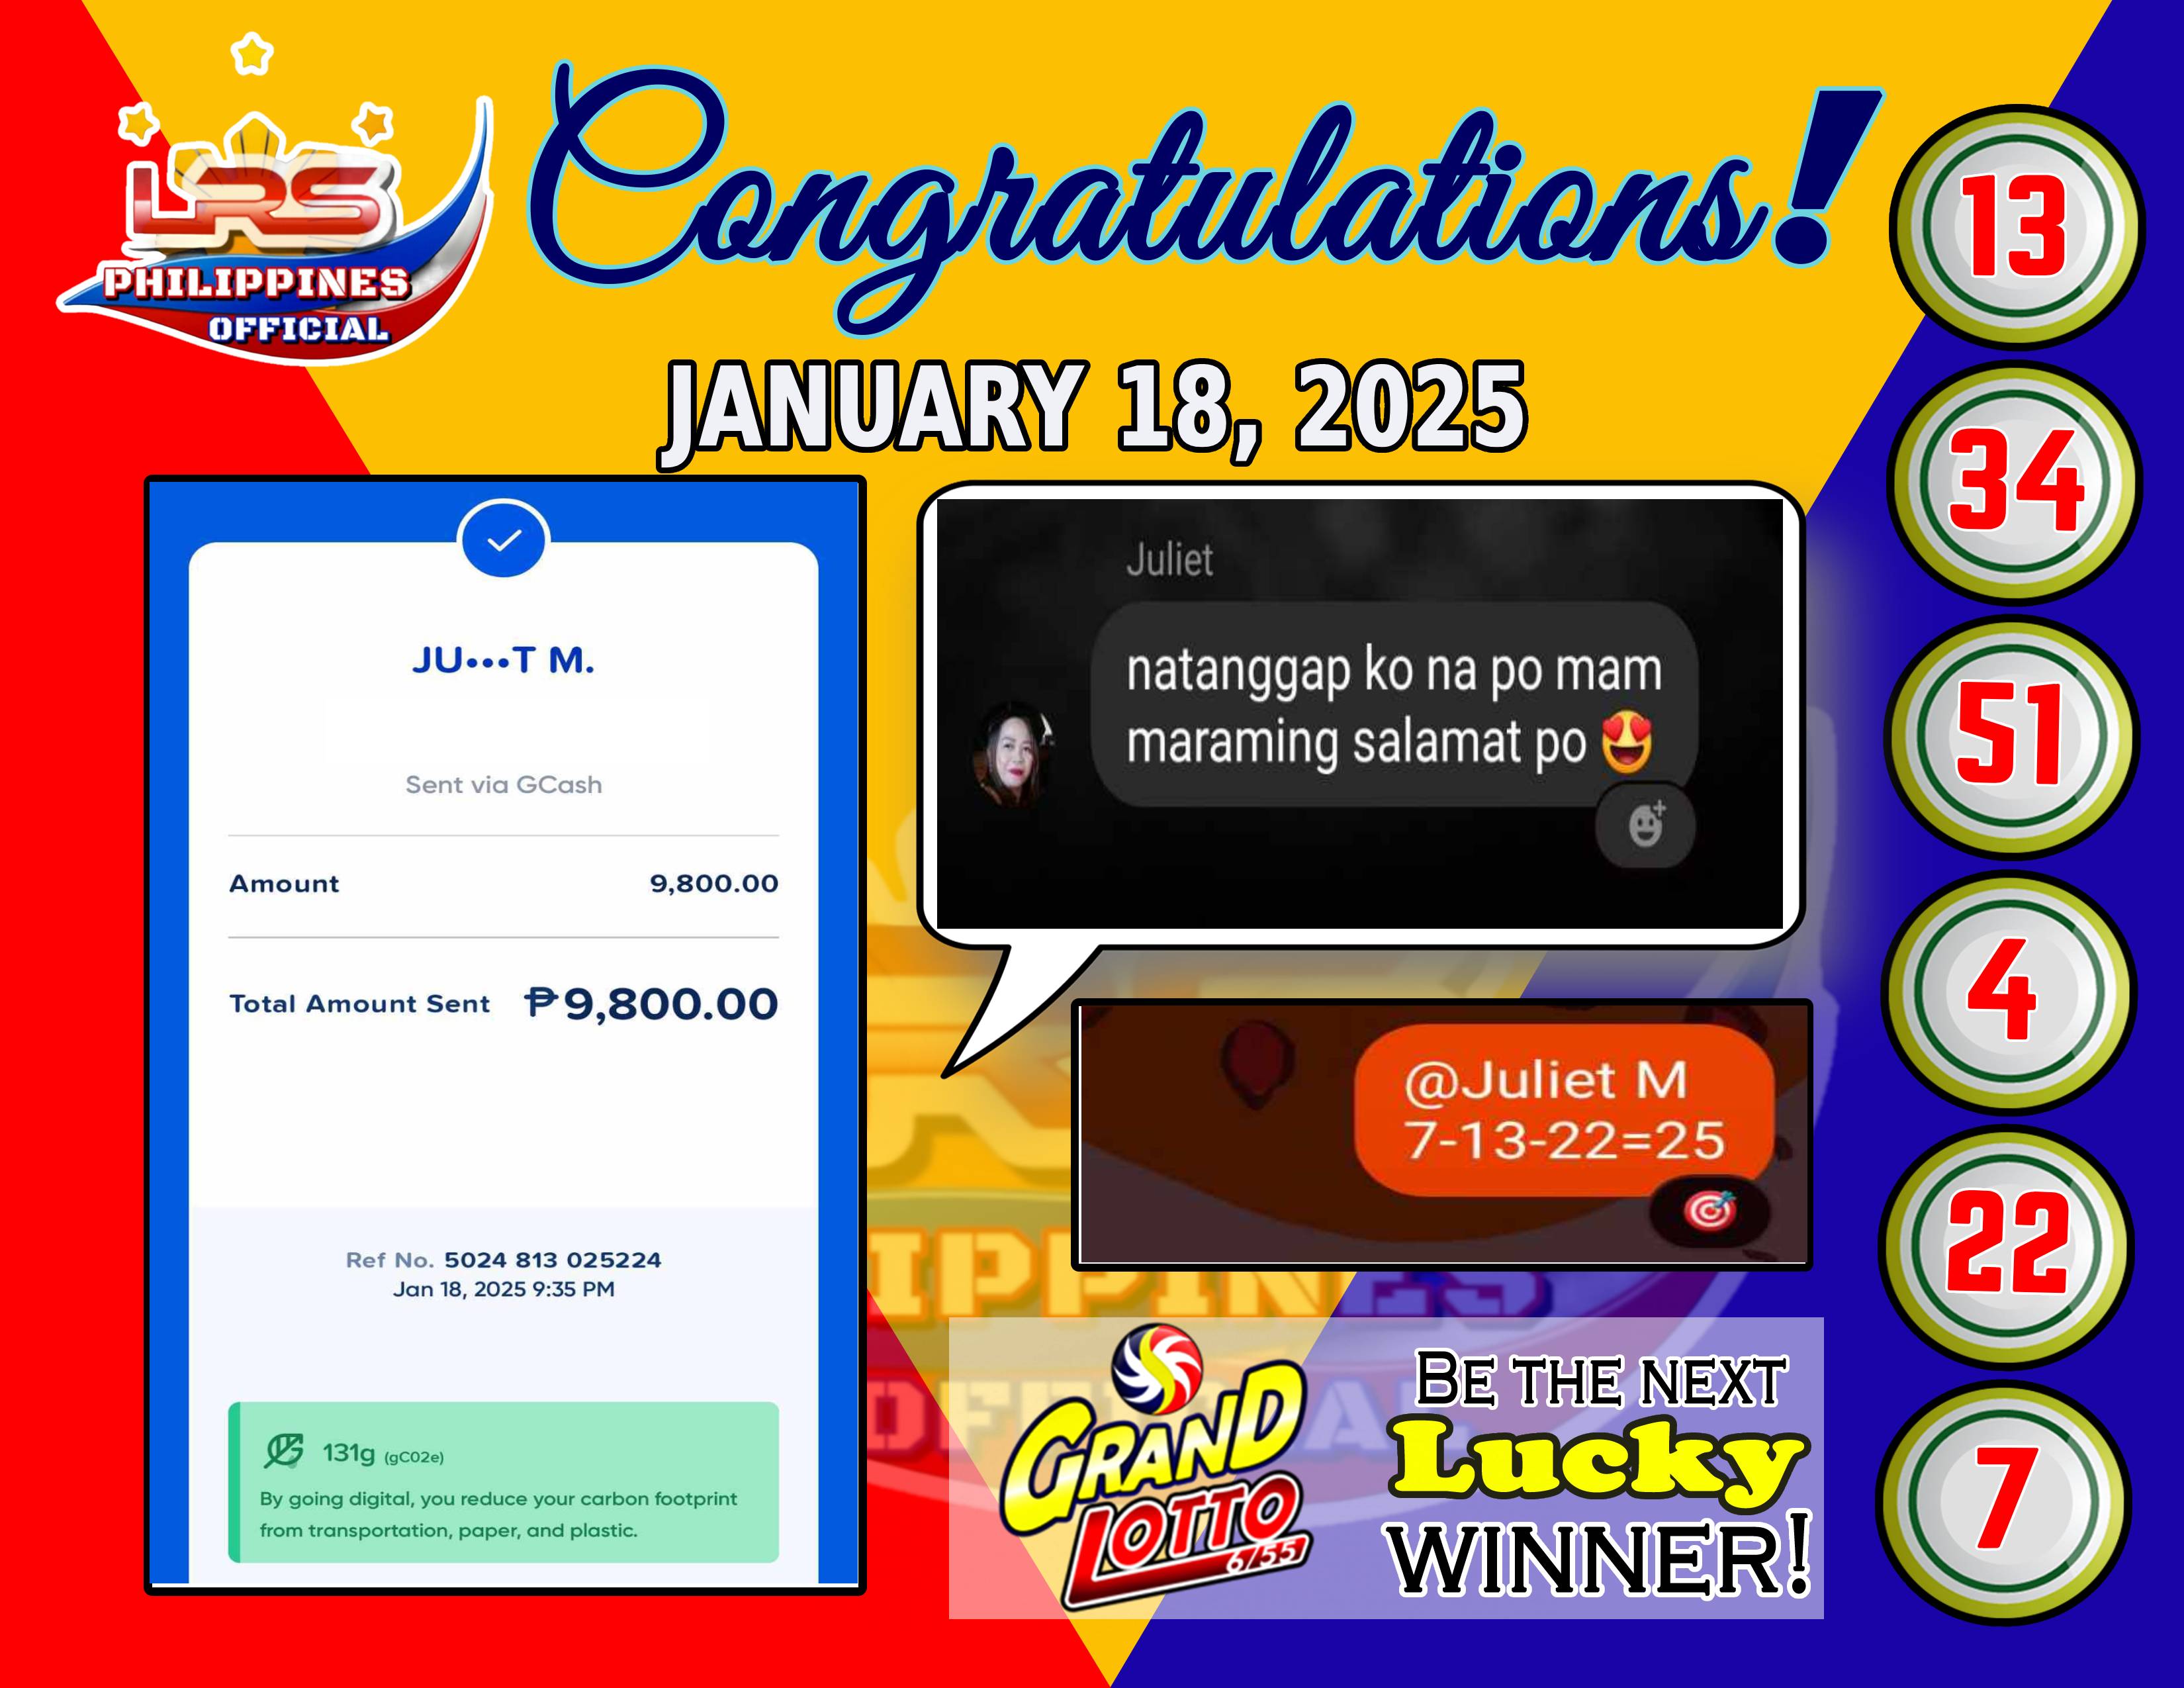 LRS
PHILIPPINES
OFFICIAL
Congratulations!
JANUARY 18, 2025
JU•••T M.
Sent via GCash
Amount 9,800.00
Total Amount Sent ₱9,800.00
Ref No. 5024 813 025224
Jan 18, 2025 9:35 PM
131g (gC02e)
By going digital, you reduce your carbon footprint
from transportation, paper, and plastic.
Juliet
natanggap ko na po mam
maraming salamat po 😍
@Juliet M
7-13-22=25
GRAND
LOTTO
6/55
BE THE NEXT
Lucky
WINNER!
13
34
51
4
22
7